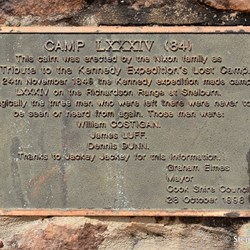 CAMP LXXXIV (84)
This cairn was erected by the Nixon family as
Tribute to the Kennedy Expedition's Lost Camp.
24th November 1848 the Kennedy expedition made camp
LXXXIV on the Richardson Range at Shelburn.
agically the three men who were left there were never to
be seen or heard from again. Those men were:
William COSTIGAN.
James LUFF.
Dennis DUNN.
Thanks to Jackey Jackey for this information.
Graham Elmes
Mayor
Cook Shire Council
28 October 1998